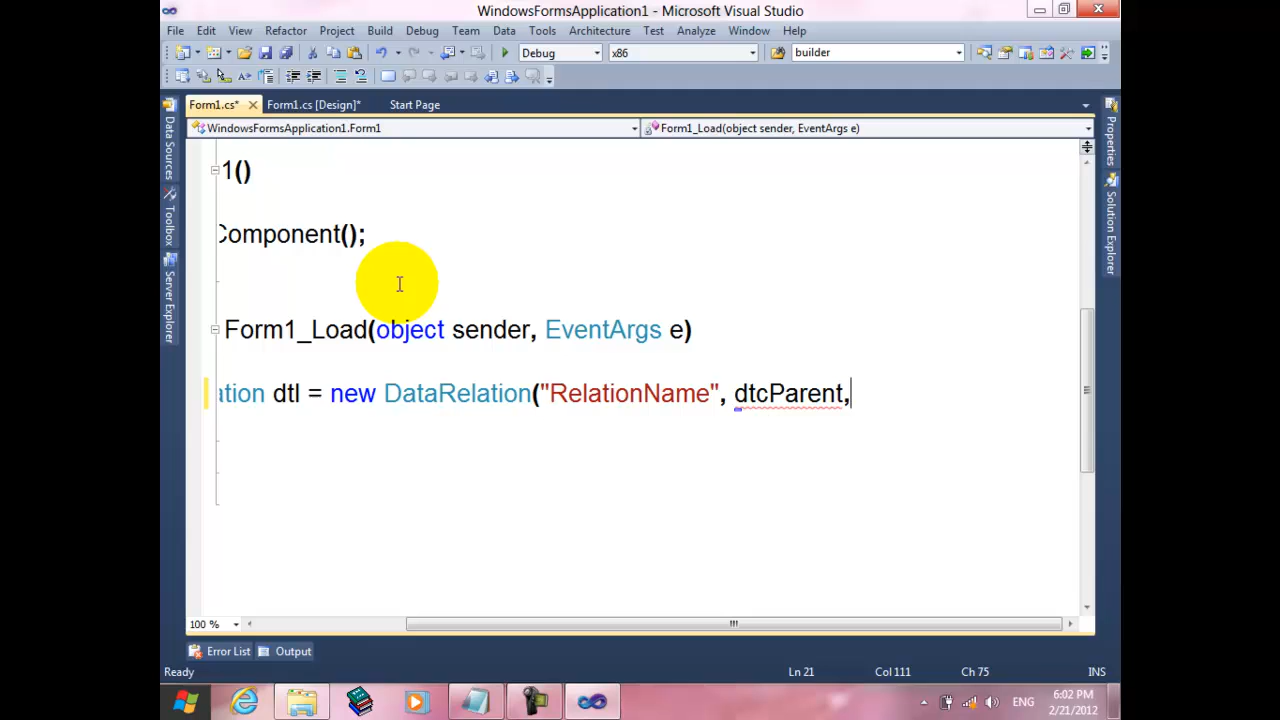 WindowsFormsApplication1 - Microsoft Visual Studio
File Edit View Refactor Project Build Debug Team Data Tools Architecture Test Analyze Window Help
Debug x86 builder
Form1.cs* Form1.cs [Design]* Start Page
WindowsFormsApplication1.Form1 Form1_Load(object sender, EventArgs e)
Data Sources
Toolbox
Server Explorer
Properties
Solution Explorer
1()
Component();
Form1_Load(object sender, EventArgs e)
ation dtl = new DataRelation("RelationName", dtcParent,
100 %
Error List Output
Ready Ln 21 Col 111 Ch 75 INS
ENG 6:02 PM
2/21/2012